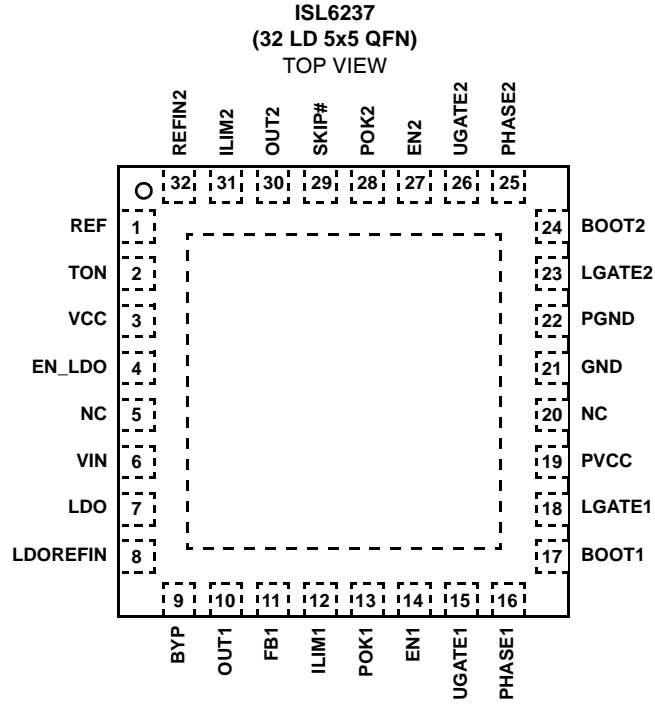 ISL6237
(32 LD 5x5 QFN)
TOP VIEW
REFIN2
ILIM2
OUT2
SKIP#
POK2
EN2
UGATE2
PHASE2
32 31 30 29 28 27 26 25
REF 1
TON 2
VCC 3
EN_LDO 4
NC 5
VIN 6
LDO 7
LDOREFIN 8
24 BOOT2
23 LGATE2
22 PGND
21 GND
20 NC
19 PVCC
18 LGATE1
17 BOOT1
9 10 11 12 13 14 15 16
BYP
OUT1
FB1
ILIM1
POK1
EN1
UGATE1
PHASE1